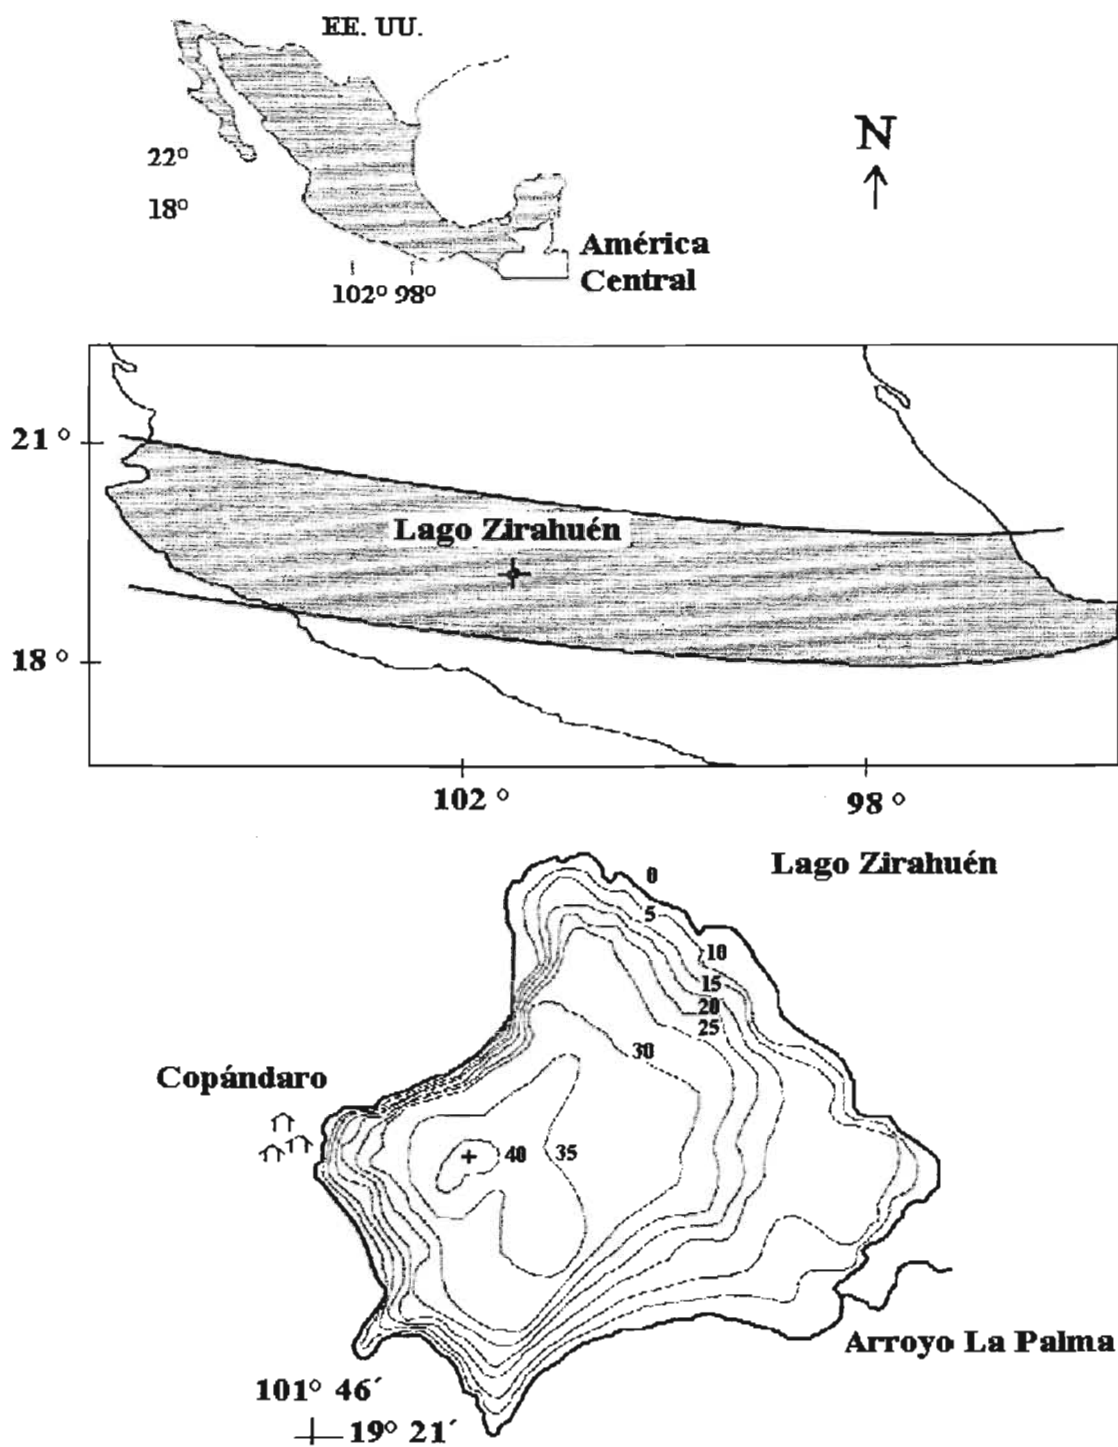 EE. UU.
N
22°
18°
América
Central
102° 98°
21°
Lago Zirahuén
18°
102°
98°
Lago Zirahuén
0
5
10
15
20
25
30
Copándaro
40
35
Arroyo La Palma
101° 46´
19° 21´